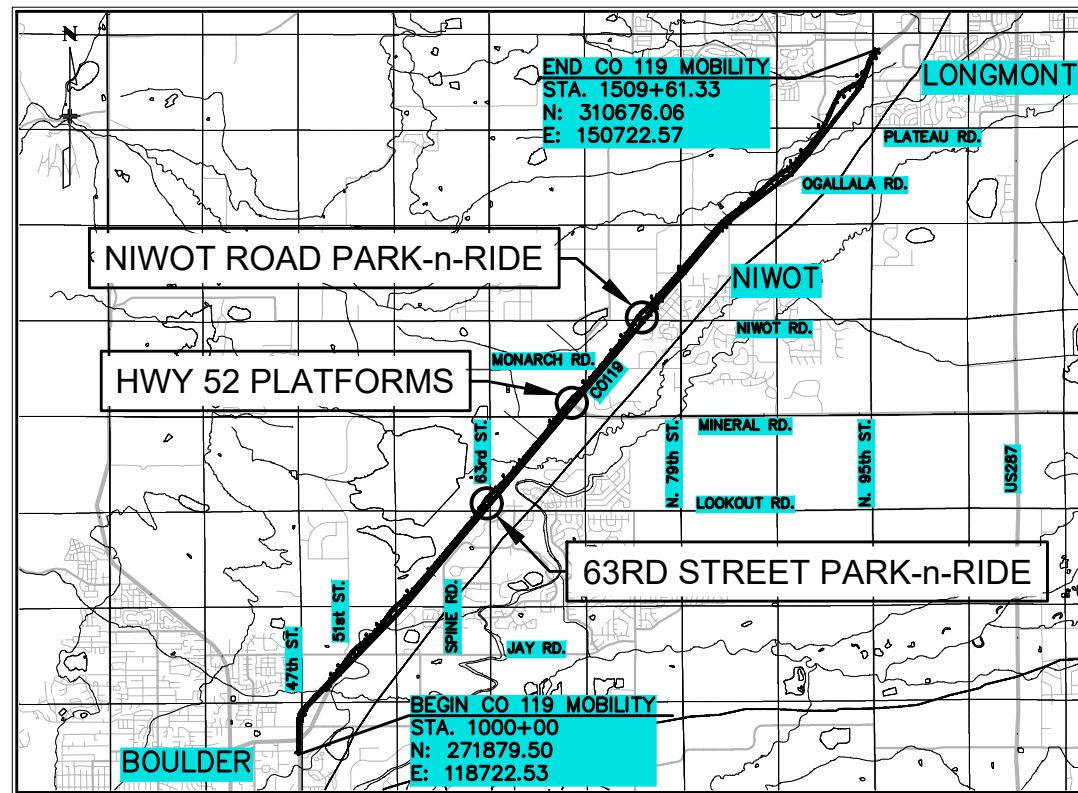 N
END CO 119 MOBILITY
STA. 1509+61.33
N: 310676.06
E: 150722.57
LONGMONT
PLATEAU RD.
OGALLALA RD.
NIWOT ROAD PARK-n-RIDE
NIWOT
NIWOT RD.
MONARCH RD.
CO119
HWY 52 PLATFORMS
MINERAL RD.
63rd ST.
N. 79th ST.
N. 95th ST.
US287
LOOKOUT RD.
63RD STREET PARK-n-RIDE
51st ST.
SPINE RD.
47th ST.
JAY RD.
BEGIN CO 119 MOBILITY
STA. 1000+00
N: 271879.50
E: 118722.53
BOULDER